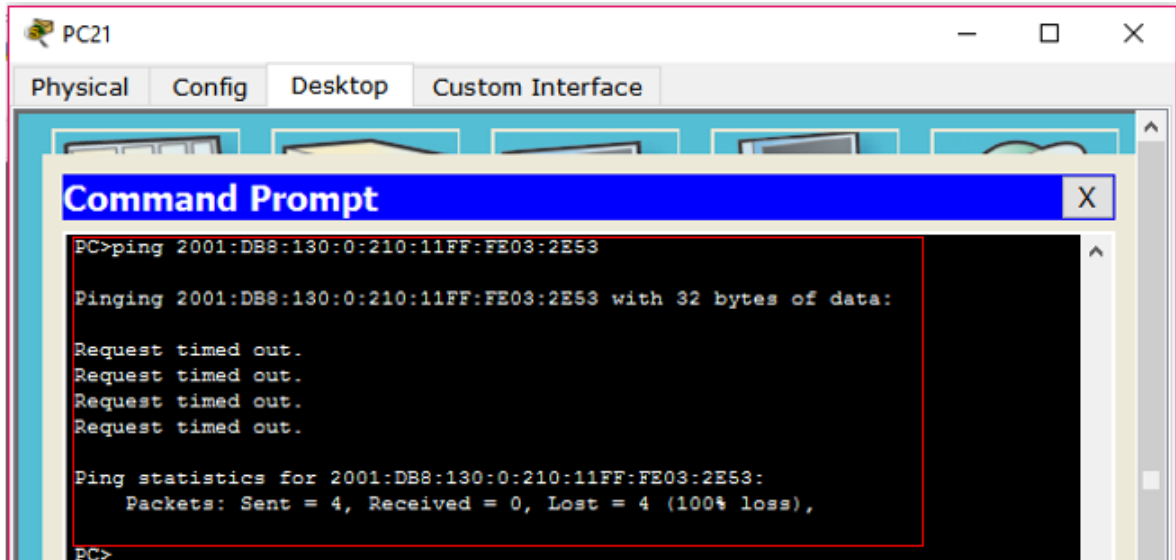 PC21
Physical Config Desktop Custom Interface
Command Prompt
X
PC>ping 2001:DB8:130:0:210:11FF:FE03:2E53
Pinging 2001:DB8:130:0:210:11FF:FE03:2E53 with 32 bytes of data:
Request timed out.
Request timed out.
Request timed out.
Request timed out.
Ping statistics for 2001:DB8:130:0:210:11FF:FE03:2E53:
Packets: Sent = 4, Received = 0, Lost = 4 (100% loss),
PC>